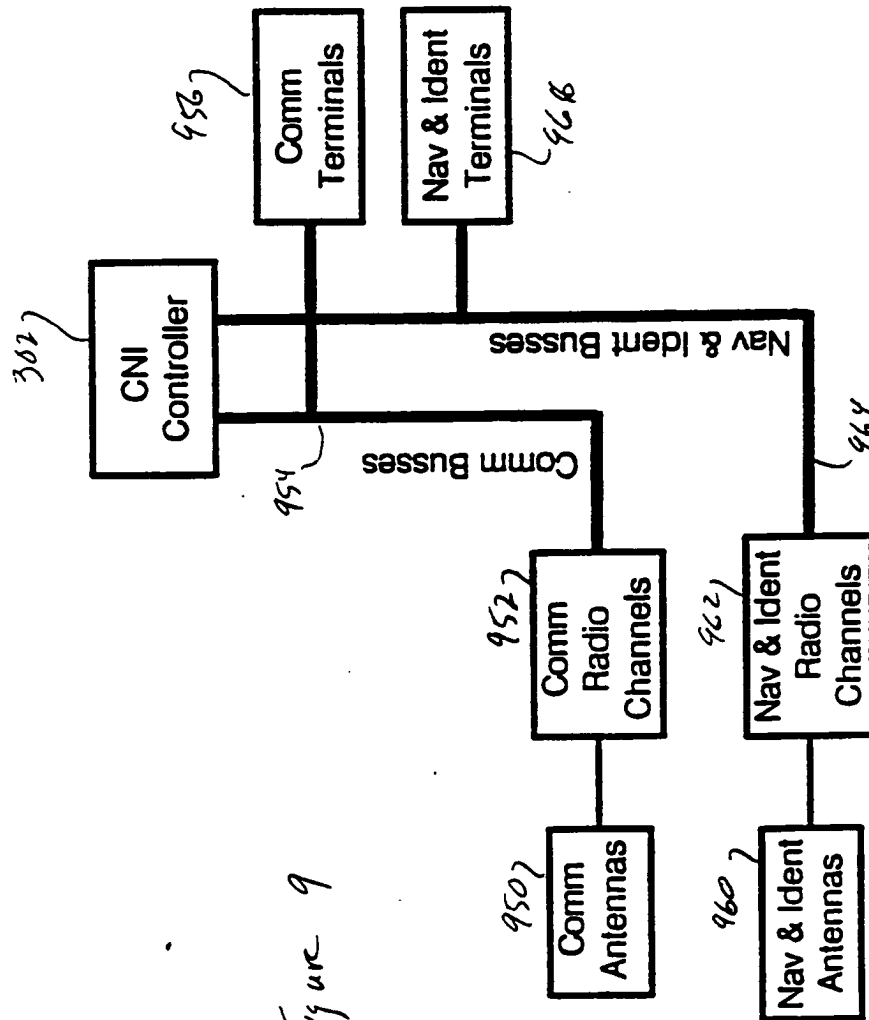 302
CNI
Controller
956
Comm
Terminals
Nav & Ident
Terminals
954
Comm Busses
Nav & Ident Busses
964
952
Comm
Radio
Channels
962
Nav & Ident
Radio
Channels
950
Comm
Antennas
960
Nav & Ident
Antennas
Figure 9